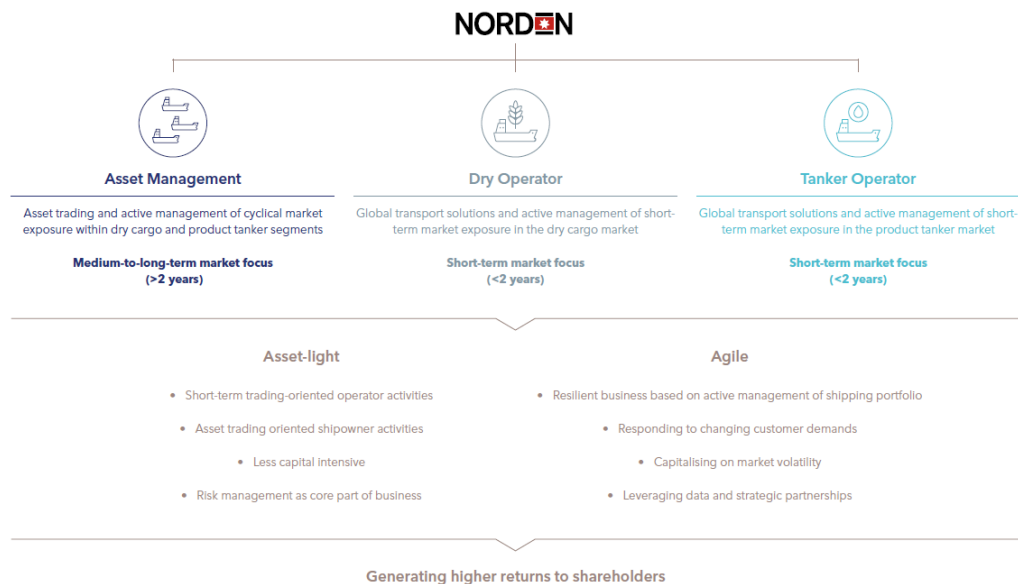 NORDEN
Asset Management
Asset trading and active management of cyclical market
exposure within dry cargo and product tanker segments
Medium-to-long-term market focus
(>2 years)
Dry Operator
Global transport solutions and active management of short-
term market exposure in the dry cargo market
Short-term market focus
(<2 years)
Tanker Operator
Global transport solutions and active management of short-
term market exposure in the product tanker market
Short-term market focus
(<2 years)
Asset-light
• Short-term trading-oriented operator activities
• Asset trading oriented shipowner activities
• Less capital intensive
• Risk management as core part of business
Agile
• Resilient business based on active management of shipping portfolio
• Responding to changing customer demands
• Capitalising on market volatility
• Leveraging data and strategic partnerships
Generating higher returns to shareholders